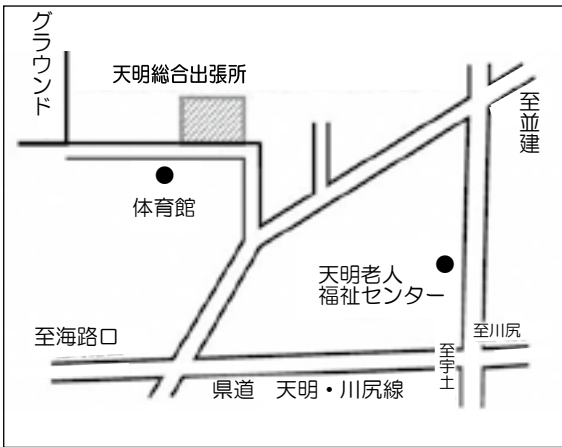 グラウンド
天明総合出張所
至並建
体育館
天明老人
福祉センター
至海路口
至川尻
至宇土
県道 天明・川尻線